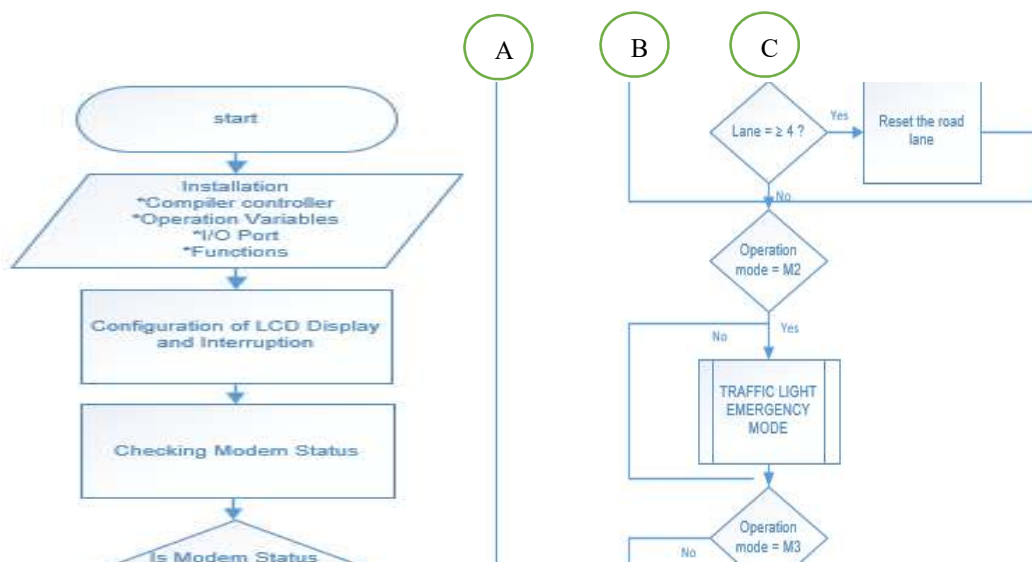 A
B
C
start
Installation
*Compiler controller
*Operation Variables
*I/O Port
*Functions
Configuration of LCD Display
and Interruption
Checking Modem Status
Is Modem Status
Lane = ≥ 4 ?
Yes
Reset the road
lane
No
Operation
mode = M2
No
Yes
TRAFFIC LIGHT
EMERGENCY
MODE
Operation
mode = M3
No